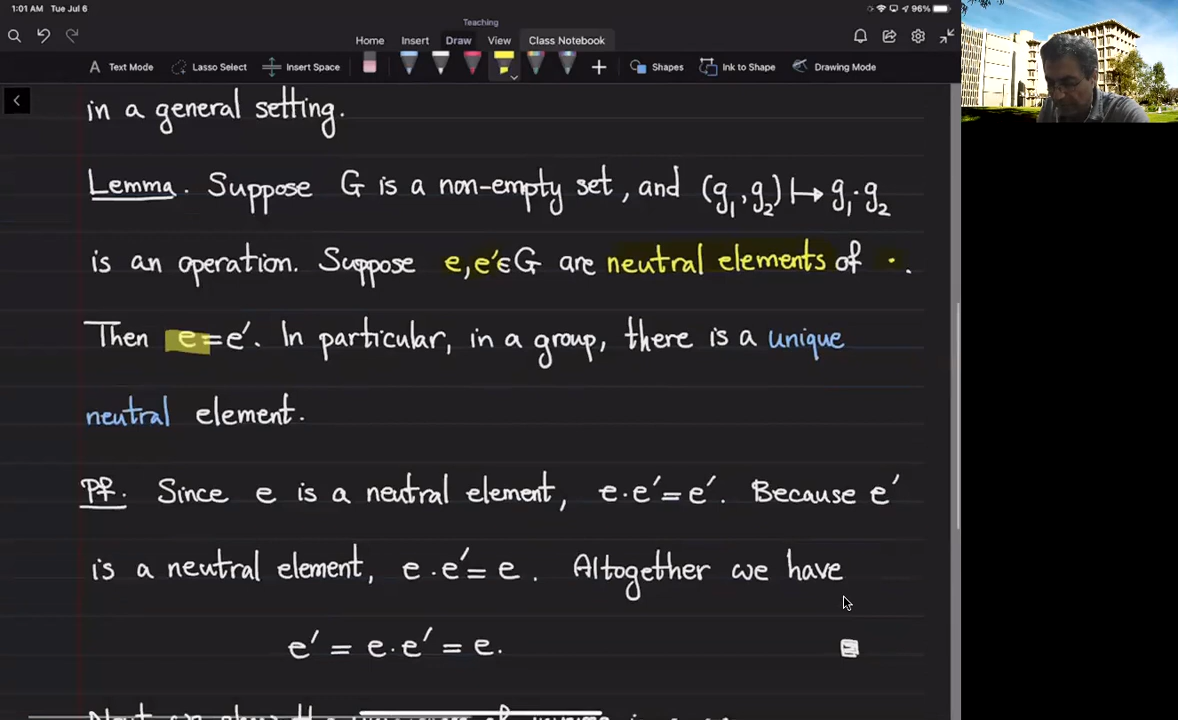 1:01 AM Tue Jul 6
96%
Teaching
Home Insert Draw View Class Notebook
Text Mode Lasso Select Insert Space Shapes Ink to Shape Drawing Mode
in a general setting.
Lemma. Suppose G is a non-empty set, and (g₁, g₂) ↦ g₁·g₂
is an operation. Suppose e, e'∈G are neutral elements of · .
Then e=e'. In particular, in a group, there is a unique
neutral element.
Pf. Since e is a neutral element, e·e'=e'. Because e'
is a neutral element, e·e'=e. Altogether we have
e' = e·e' = e.